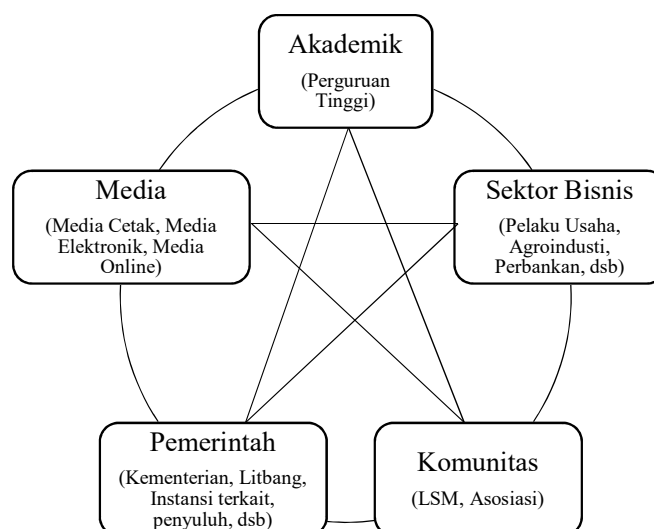 Akademik
(Perguruan
Tinggi)
Media
(Media Cetak, Media
Elektronik, Media
Online)
Sektor Bisnis
(Pelaku Usaha,
Agroindusti,
Perbankan, dsb)
Pemerintah
(Kementerian, Litbang,
Instansi terkait,
penyuluh, dsb)
Komunitas
(LSM, Asosiasi)